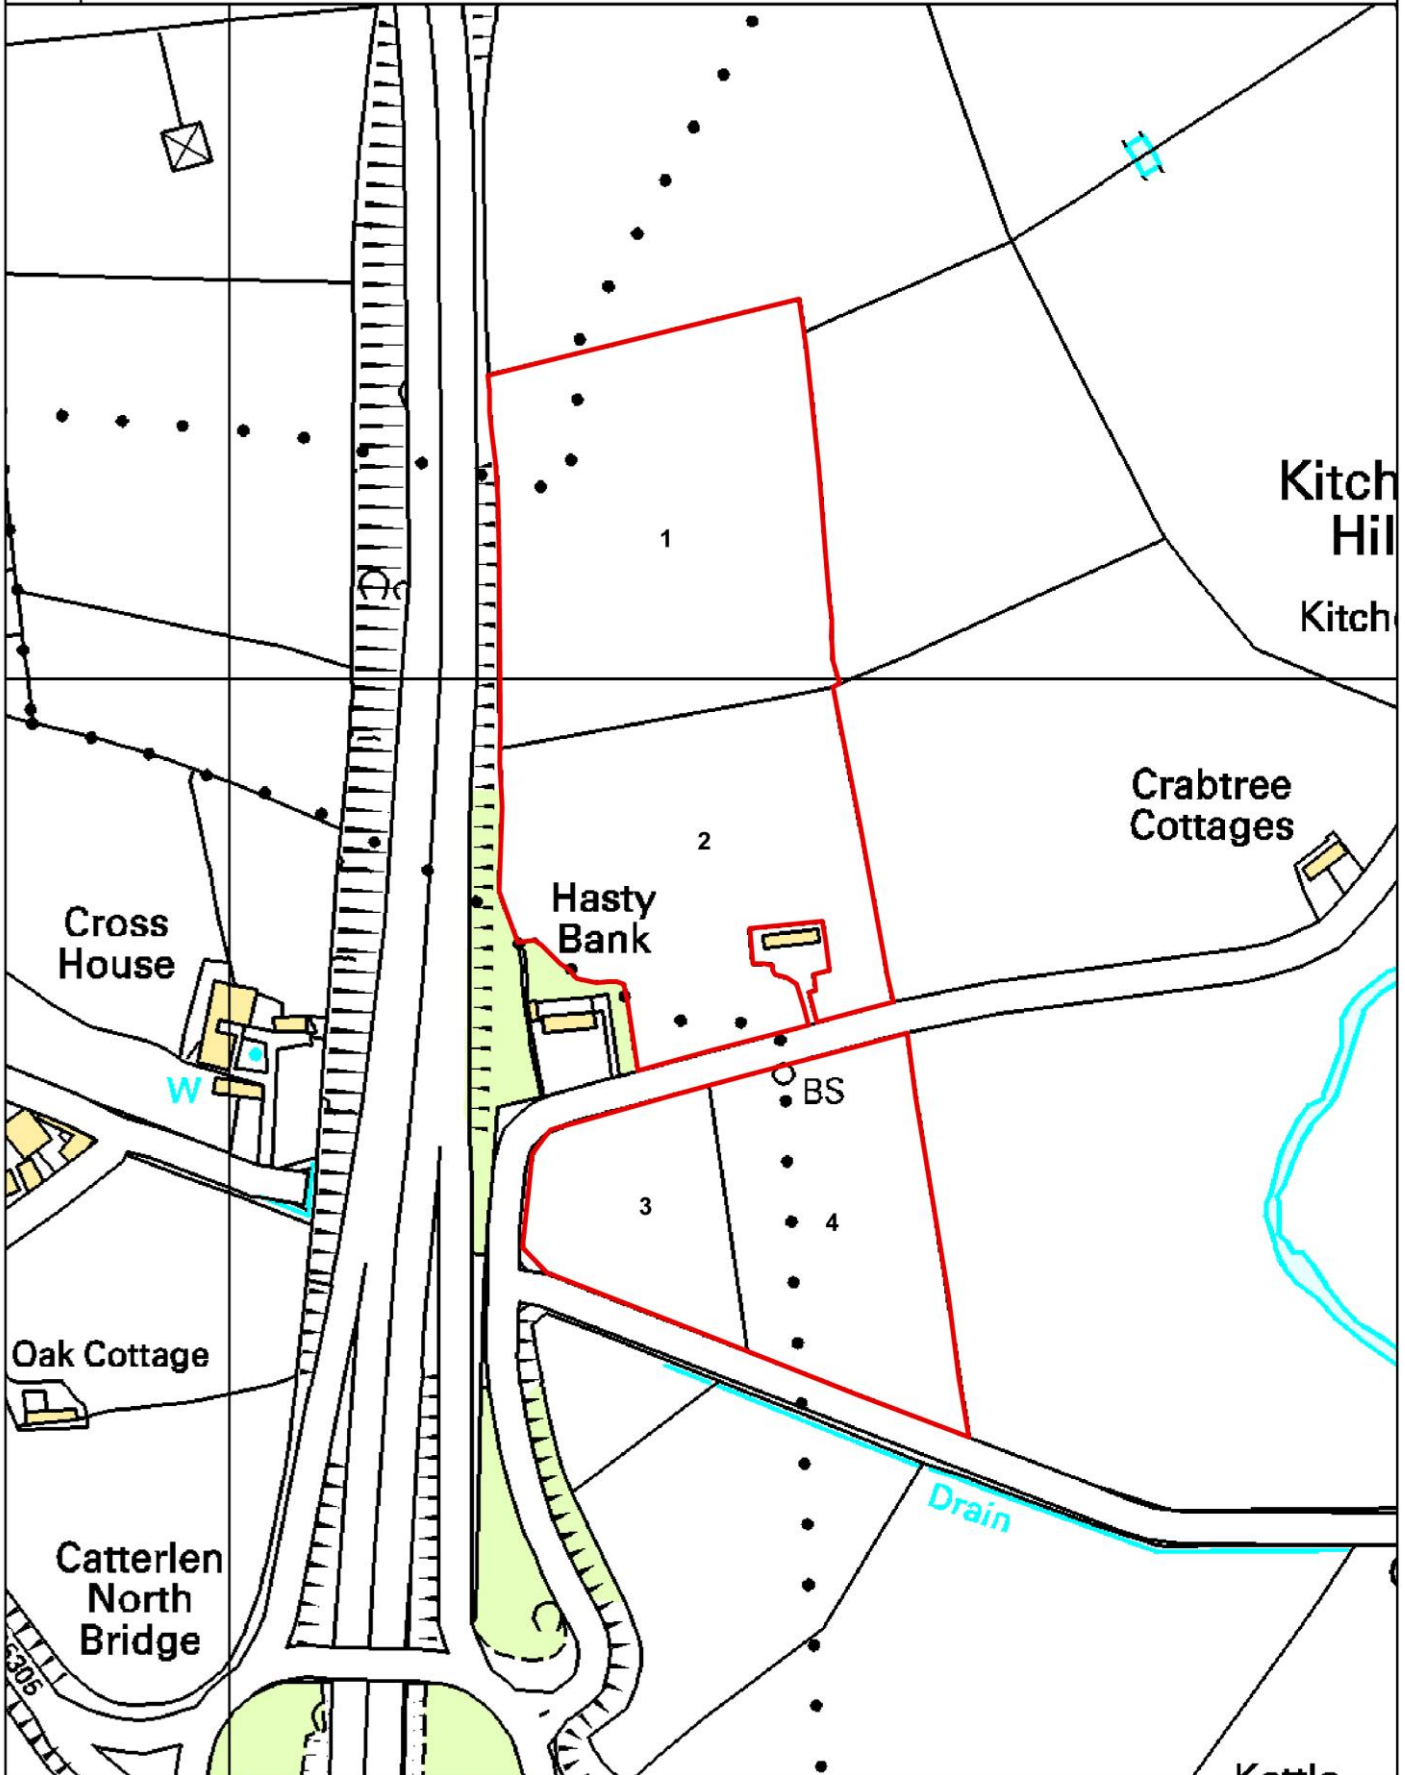 Kitch
Hil
1
Kitch
Crabtree
Cottages
2
Hasty
Bank
Cross
House
W
BS
3
4
Oak Cottage
Drain
Catterlen
North
Bridge